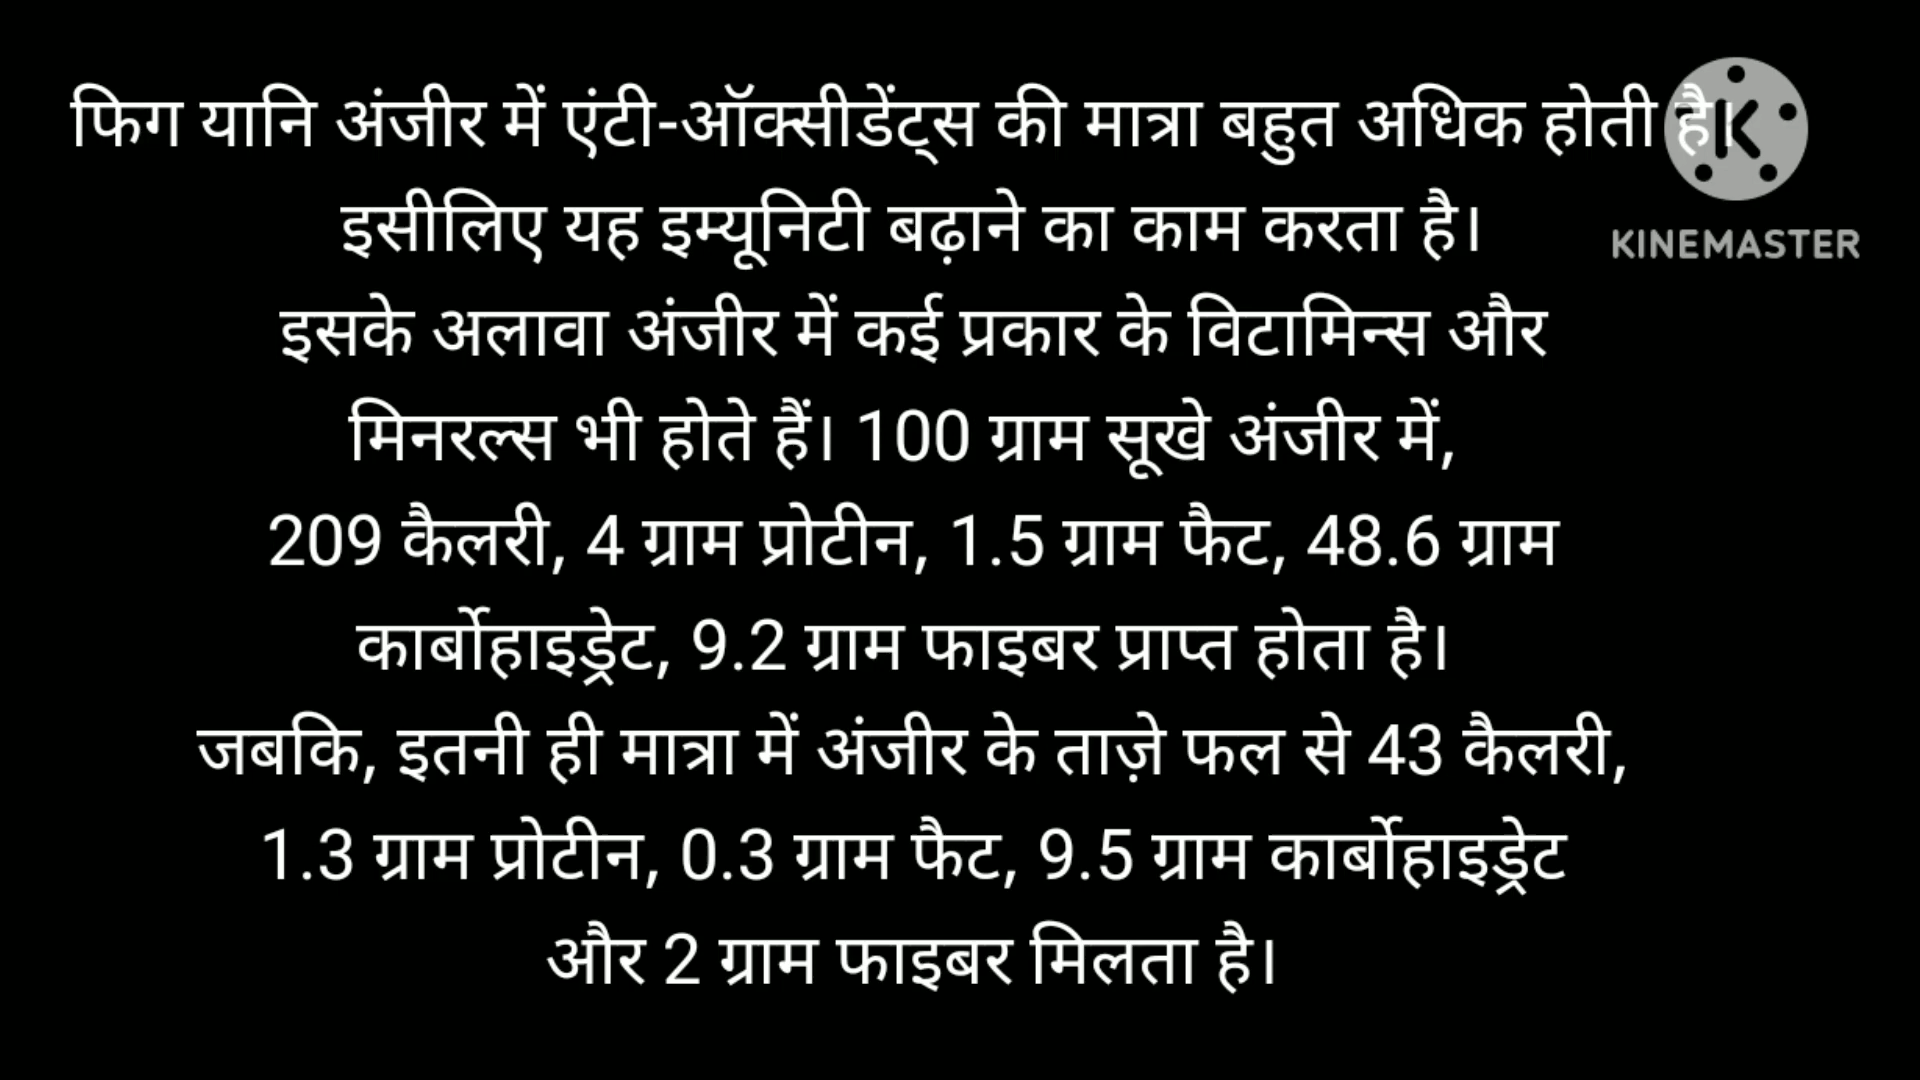 फिग यानि अंजीर में एंटी-ऑक्सीडेंट्स की मात्रा बहुत अधिक होती है।
इसीलिए यह इम्यूनिटी बढ़ाने का काम करता है।
KINEMASTER
इसके अलावा अंजीर में कई प्रकार के विटामिन्स और
मिनरल्स भी होते हैं। 100 ग्राम सूखे अंजीर में,
209 कैलरी, 4 ग्राम प्रोटीन, 1.5 ग्राम फैट, 48.6 ग्राम
कार्बोहाइड्रेट, 9.2 ग्राम फाइबर प्राप्त होता है।
जबकि, इतनी ही मात्रा में अंजीर के ताज़े फल से 43 कैलरी,
1.3 ग्राम प्रोटीन, 0.3 ग्राम फैट, 9.5 ग्राम कार्बोहाइड्रेट
और 2 ग्राम फाइबर मिलता है।